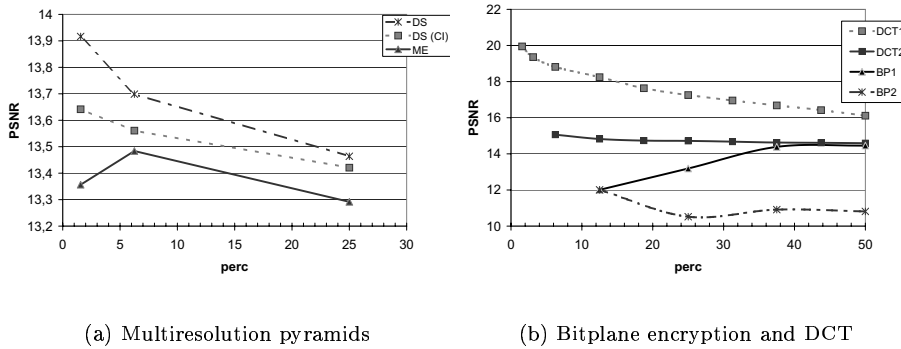 14
13,9
13,8
13,7
13,6
13,5
13,4
13,3
13,2
PSNR
0 5 10 15 20 25 30
perc
DS
DS (CI)
ME
(a) Multiresolution pyramids
22
20
18
16
14
12
10
PSNR
0 10 20 30 40 50
perc
DCT1
DCT2
BP1
BP2
(b) Bitplane encryption and DCT